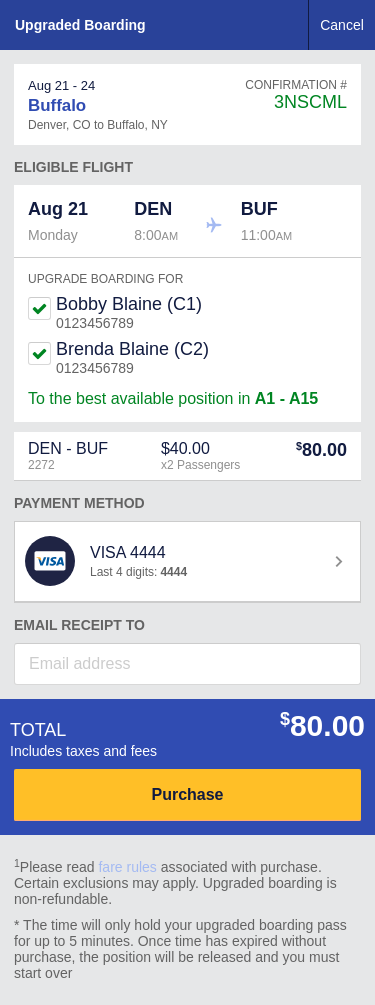 Upgraded Boarding Cancel
Aug 21 - 24 CONFIRMATION #
Buffalo 3NSCML
Denver, CO to Buffalo, NY
ELIGIBLE FLIGHT
Aug 21 DEN BUF
Monday 8:00AM 11:00AM
UPGRADE BOARDING FOR
Bobby Blaine (C1)
0123456789
Brenda Blaine (C2)
0123456789
To the best available position in A1 - A15
DEN - BUF $40.00 $80.00
2272 x2 Passengers
PAYMENT METHOD
VISA VISA 4444
Last 4 digits: 4444
EMAIL RECEIPT TO
Email address
TOTAL $80.00
Includes taxes and fees
Purchase
1Please read fare rules associated with purchase.
Certain exclusions may apply. Upgraded boarding is
non-refundable.
* The time will only hold your upgraded boarding pass
for up to 5 minutes. Once time has expired without
purchase, the position will be released and you must
start over